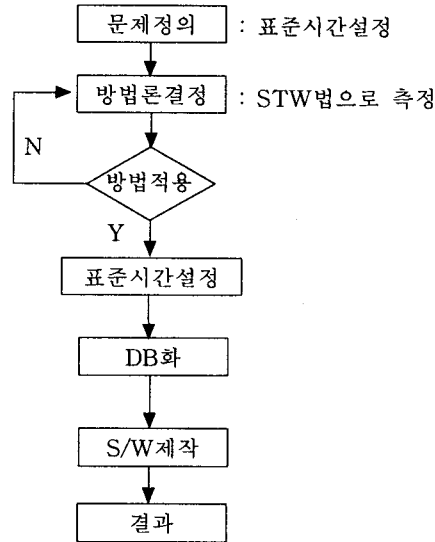 문제정의 : 표준시간설정
방법론결정 : STW법으로 측정
N
방법적용
Y
표준시간설정
DB화
S/W제작
결과